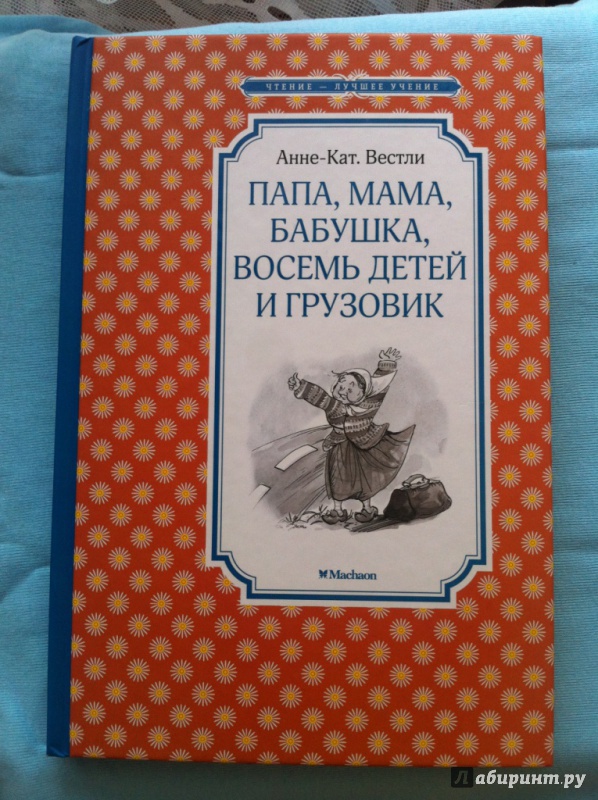 ЧТЕНИЕ — ЛУЧШЕЕ УЧЕНИЕ
Анне-Кат. Вестли
ПАПА, МАМА,
БАБУШКА,
ВОСЕМЬ ДЕТЕЙ
И ГРУЗОВИК
Machaon
Лабиринт.ру